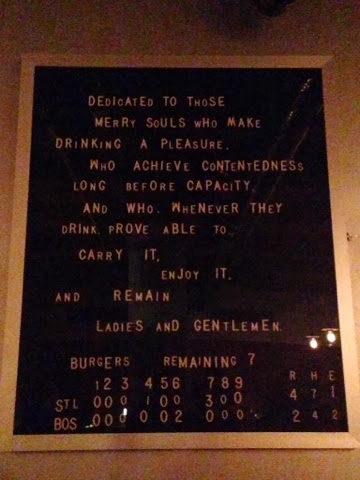 DEDICATED TO THOSE
MERRY SOULS WHO MAKE
DRINKING A PLEASURE.
WHO ACHIEVE CONTENTEDNESS
LONG BEFORE CAPACITY
AND WHO. WHENEVER THEY
DRINK. PROVE ABLE TO
CARRY IT,
ENJOY IT,
AND REMAIN
LADIES AND GENTLEMEN.
BURGERS REMAINING 7
123 456 789 R H E
STL 000 100 300 4 7 1
BOS 000 002 000 2 4 2